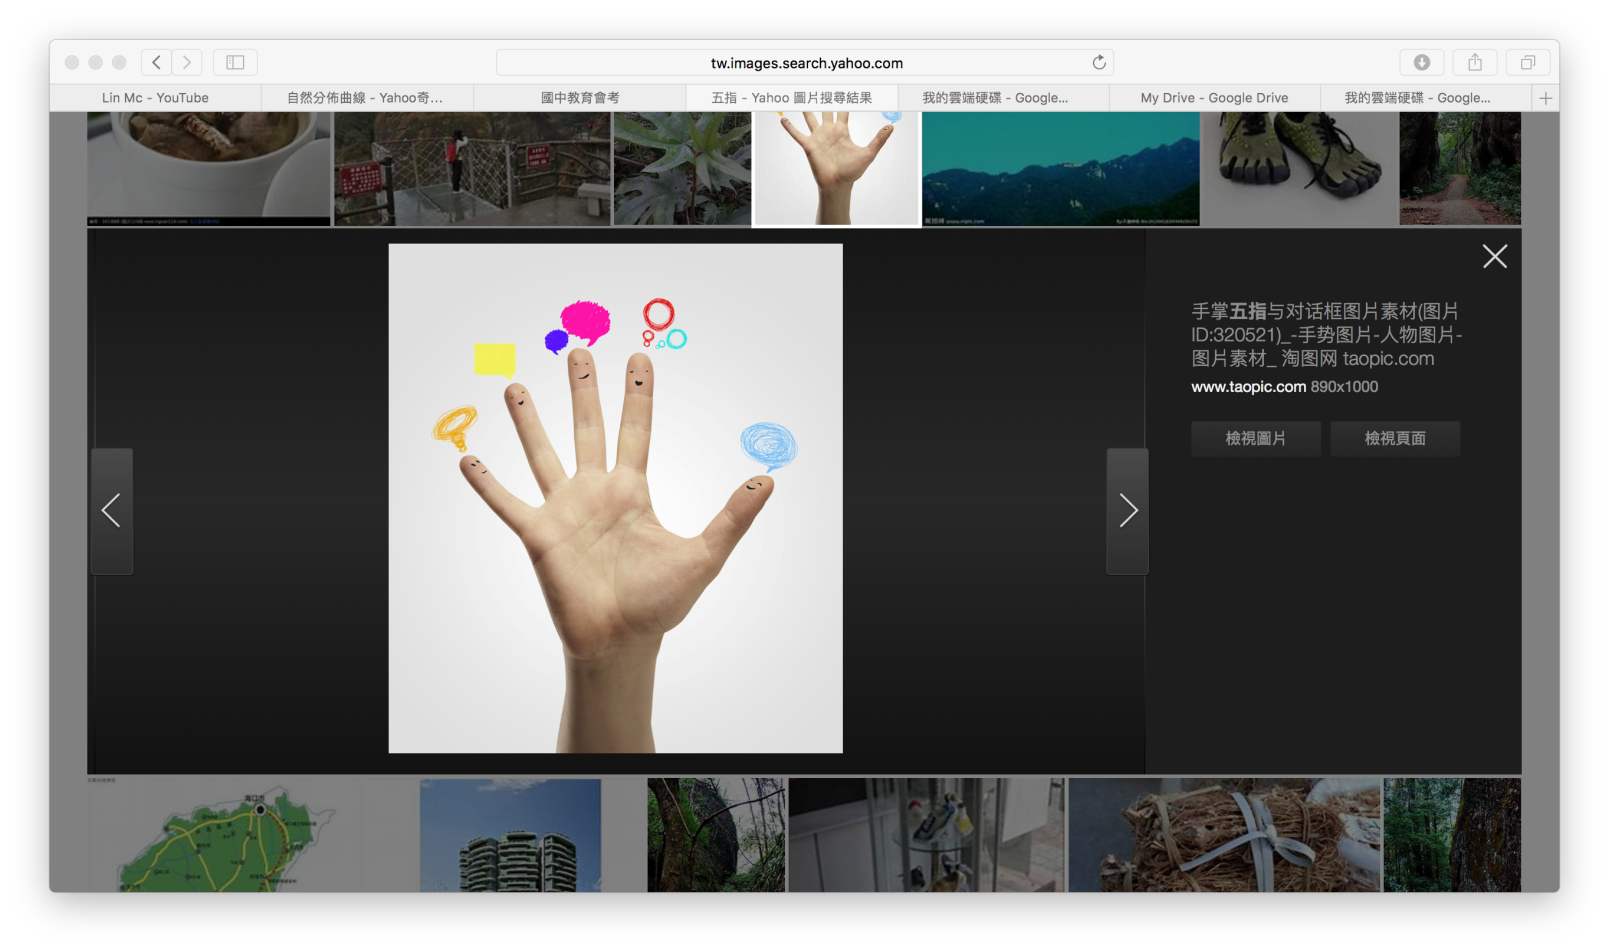 tw.images.search.yahoo.com
Lin Mc - YouTube
自然分佈曲線 - Yahoo奇…
國中教育會考
五指 - Yahoo 圖片搜尋結果
我的雲端硬碟 - Google...
My Drive - Google Drive
我的雲端硬碟 - Google...
手掌五指与对话框图片素材(图片
ID:320521)_-手势图片-人物图片-
图片素材_ 淘图网 taopic.com
www.taopic.com 890x1000
檢視圖片
檢視頁面
海口市